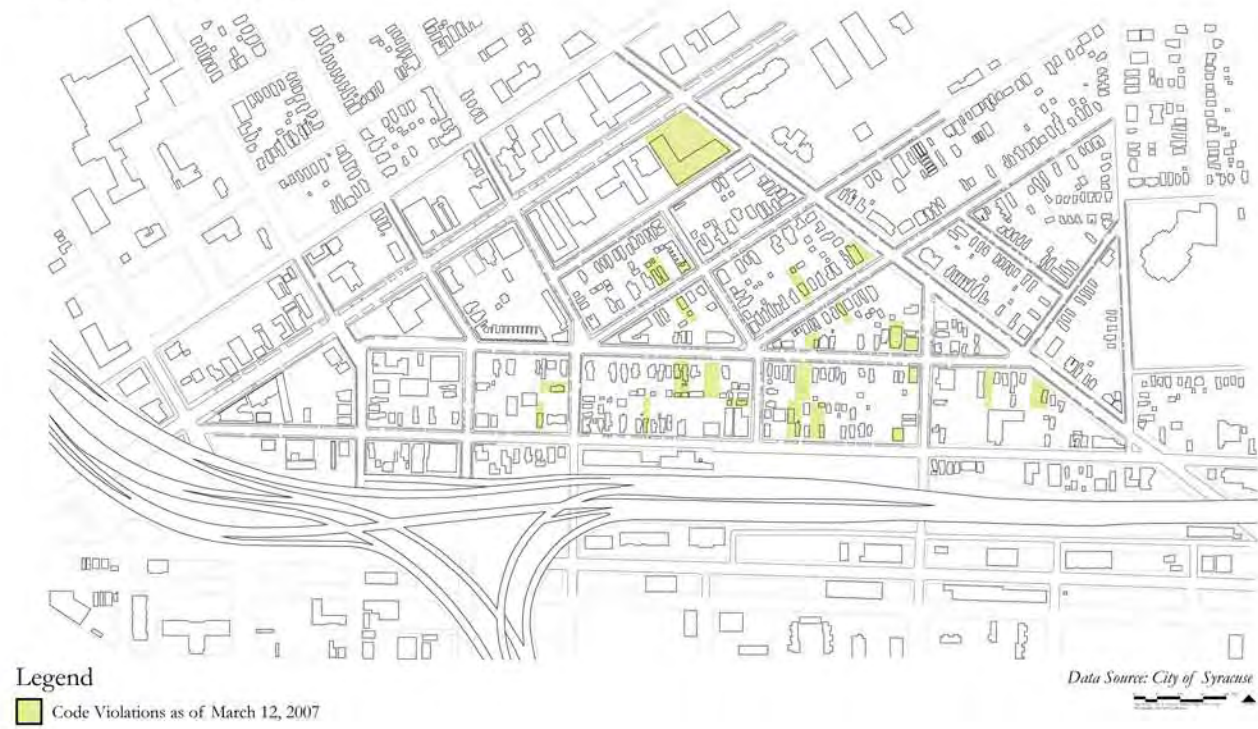 Legend
Code Violations as of March 12, 2007
Data Source: City of Syracuse